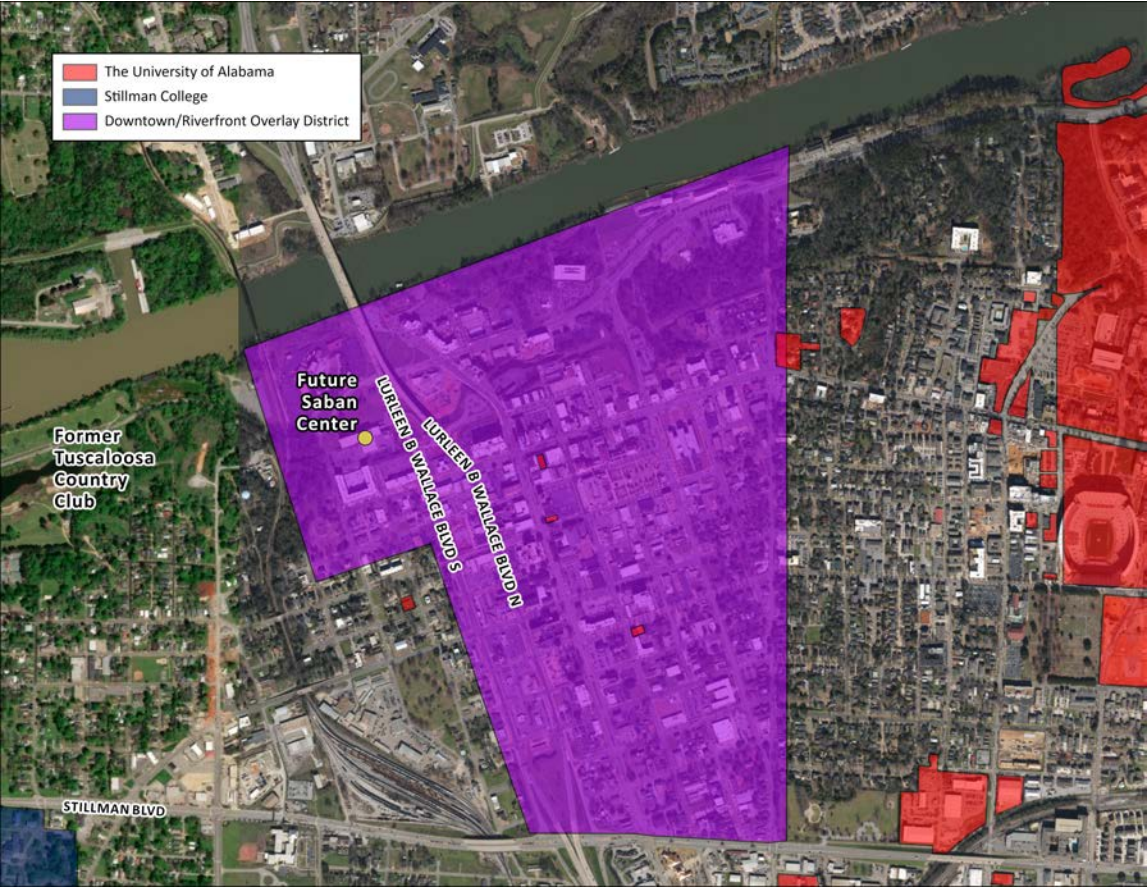 The University of Alabama
Stillman College
Downtown/Riverfront Overlay District
Future
Saban
Center
LURLEEN B WALLACE BLVD S
LURLEEN B WALLACE BLVD N
Former
Tuscaloosa
Country
Club
STILLMAN BLVD